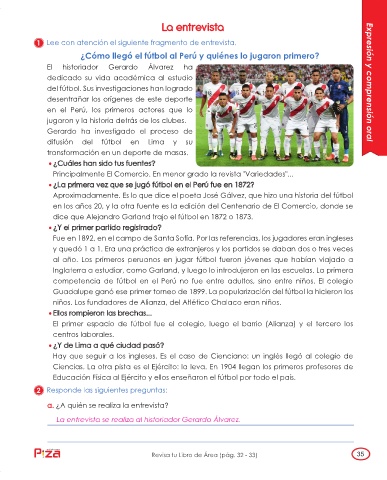 La entrevista
1 Lee con atención el siguiente fragmento de entrevista.
¿Cómo llegó el fútbol al Perú y quiénes lo jugaron primero?
El historiador Gerardo Álvarez ha
dedicado su vida académica al estudio
del fútbol. Sus investigaciones han logrado
desentrañar los orígenes de este deporte
en el Perú, los primeros actores que lo
jugaron y la historia detrás de los clubes.
Gerardo ha investigado el proceso de
difusión del fútbol en Lima y su
transformación en un deporte de masas.
• ¿Cuáles han sido tus fuentes?
Principalmente El Comercio. En menor grado la revista "Variedades"...
• ¿La primera vez que se jugó fútbol en el Perú fue en 1872?
Aproximadamente. Es lo que dice el poeta José Gálvez, que hizo una historia del fútbol
en los años 20, y la otra fuente es la edición del Centenario de El Comercio, donde se
dice que Alejandro Garland trajo el fútbol en 1872 o 1873.
• ¿Y el primer partido registrado?
Fue en 1892, en el campo de Santa Sofía. Por las referencias, los jugadores eran ingleses
y quedó 1 a 1. Era una práctica de extranjeros y los partidos se daban dos o tres veces
al año. Los primeros peruanos en jugar fútbol fueron jóvenes que habían viajado a
Inglaterra a estudiar, como Garland, y luego lo introdujeron en las escuelas. La primera
competencia de fútbol en el Perú no fue entre adultos, sino entre niños. El colegio
Guadalupe ganó ese primer torneo de 1899. La popularización del fútbol la hicieron los
niños. Los fundadores de Alianza, del Atlético Chalaco eran niños.
• Ellos rompieron las brechas...
El primer espacio de fútbol fue el colegio, luego el barrio (Alianza) y el tercero los
centros laborales.
• ¿Y de Lima a qué ciudad pasó?
Hay que seguir a los ingleses. Es el caso de Cienciano: un inglés llegó al colegio de
Ciencias. La otra pista es el Ejército: la leva. En 1904 llegan los primeros profesores de
Educación Física al Ejército y ellos enseñaron el fútbol por todo el país.
2 Responde las siguientes preguntas:
a. ¿A quién se realiza la entrevista?
La entrevista se realiza al historiador Gerardo Álvarez.
Pizza
Revisa tu Libro de Área (pág. 32 - 33)
35
Expresión y comprensión oral